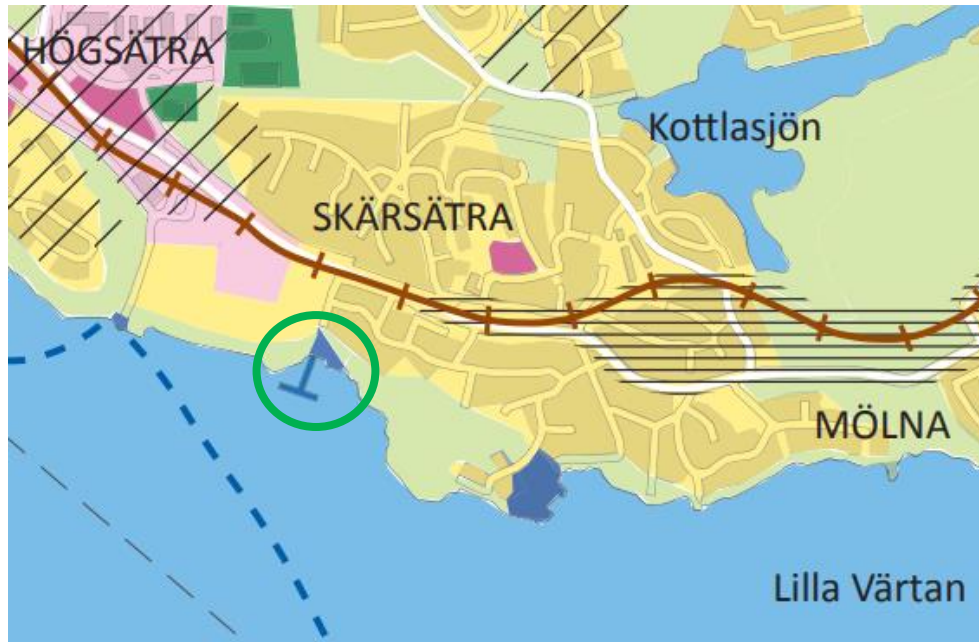 HÖGSÄTRA
Kottlasjön
SKÄRSÄTRA
MÖLNA
Lilla Värtan